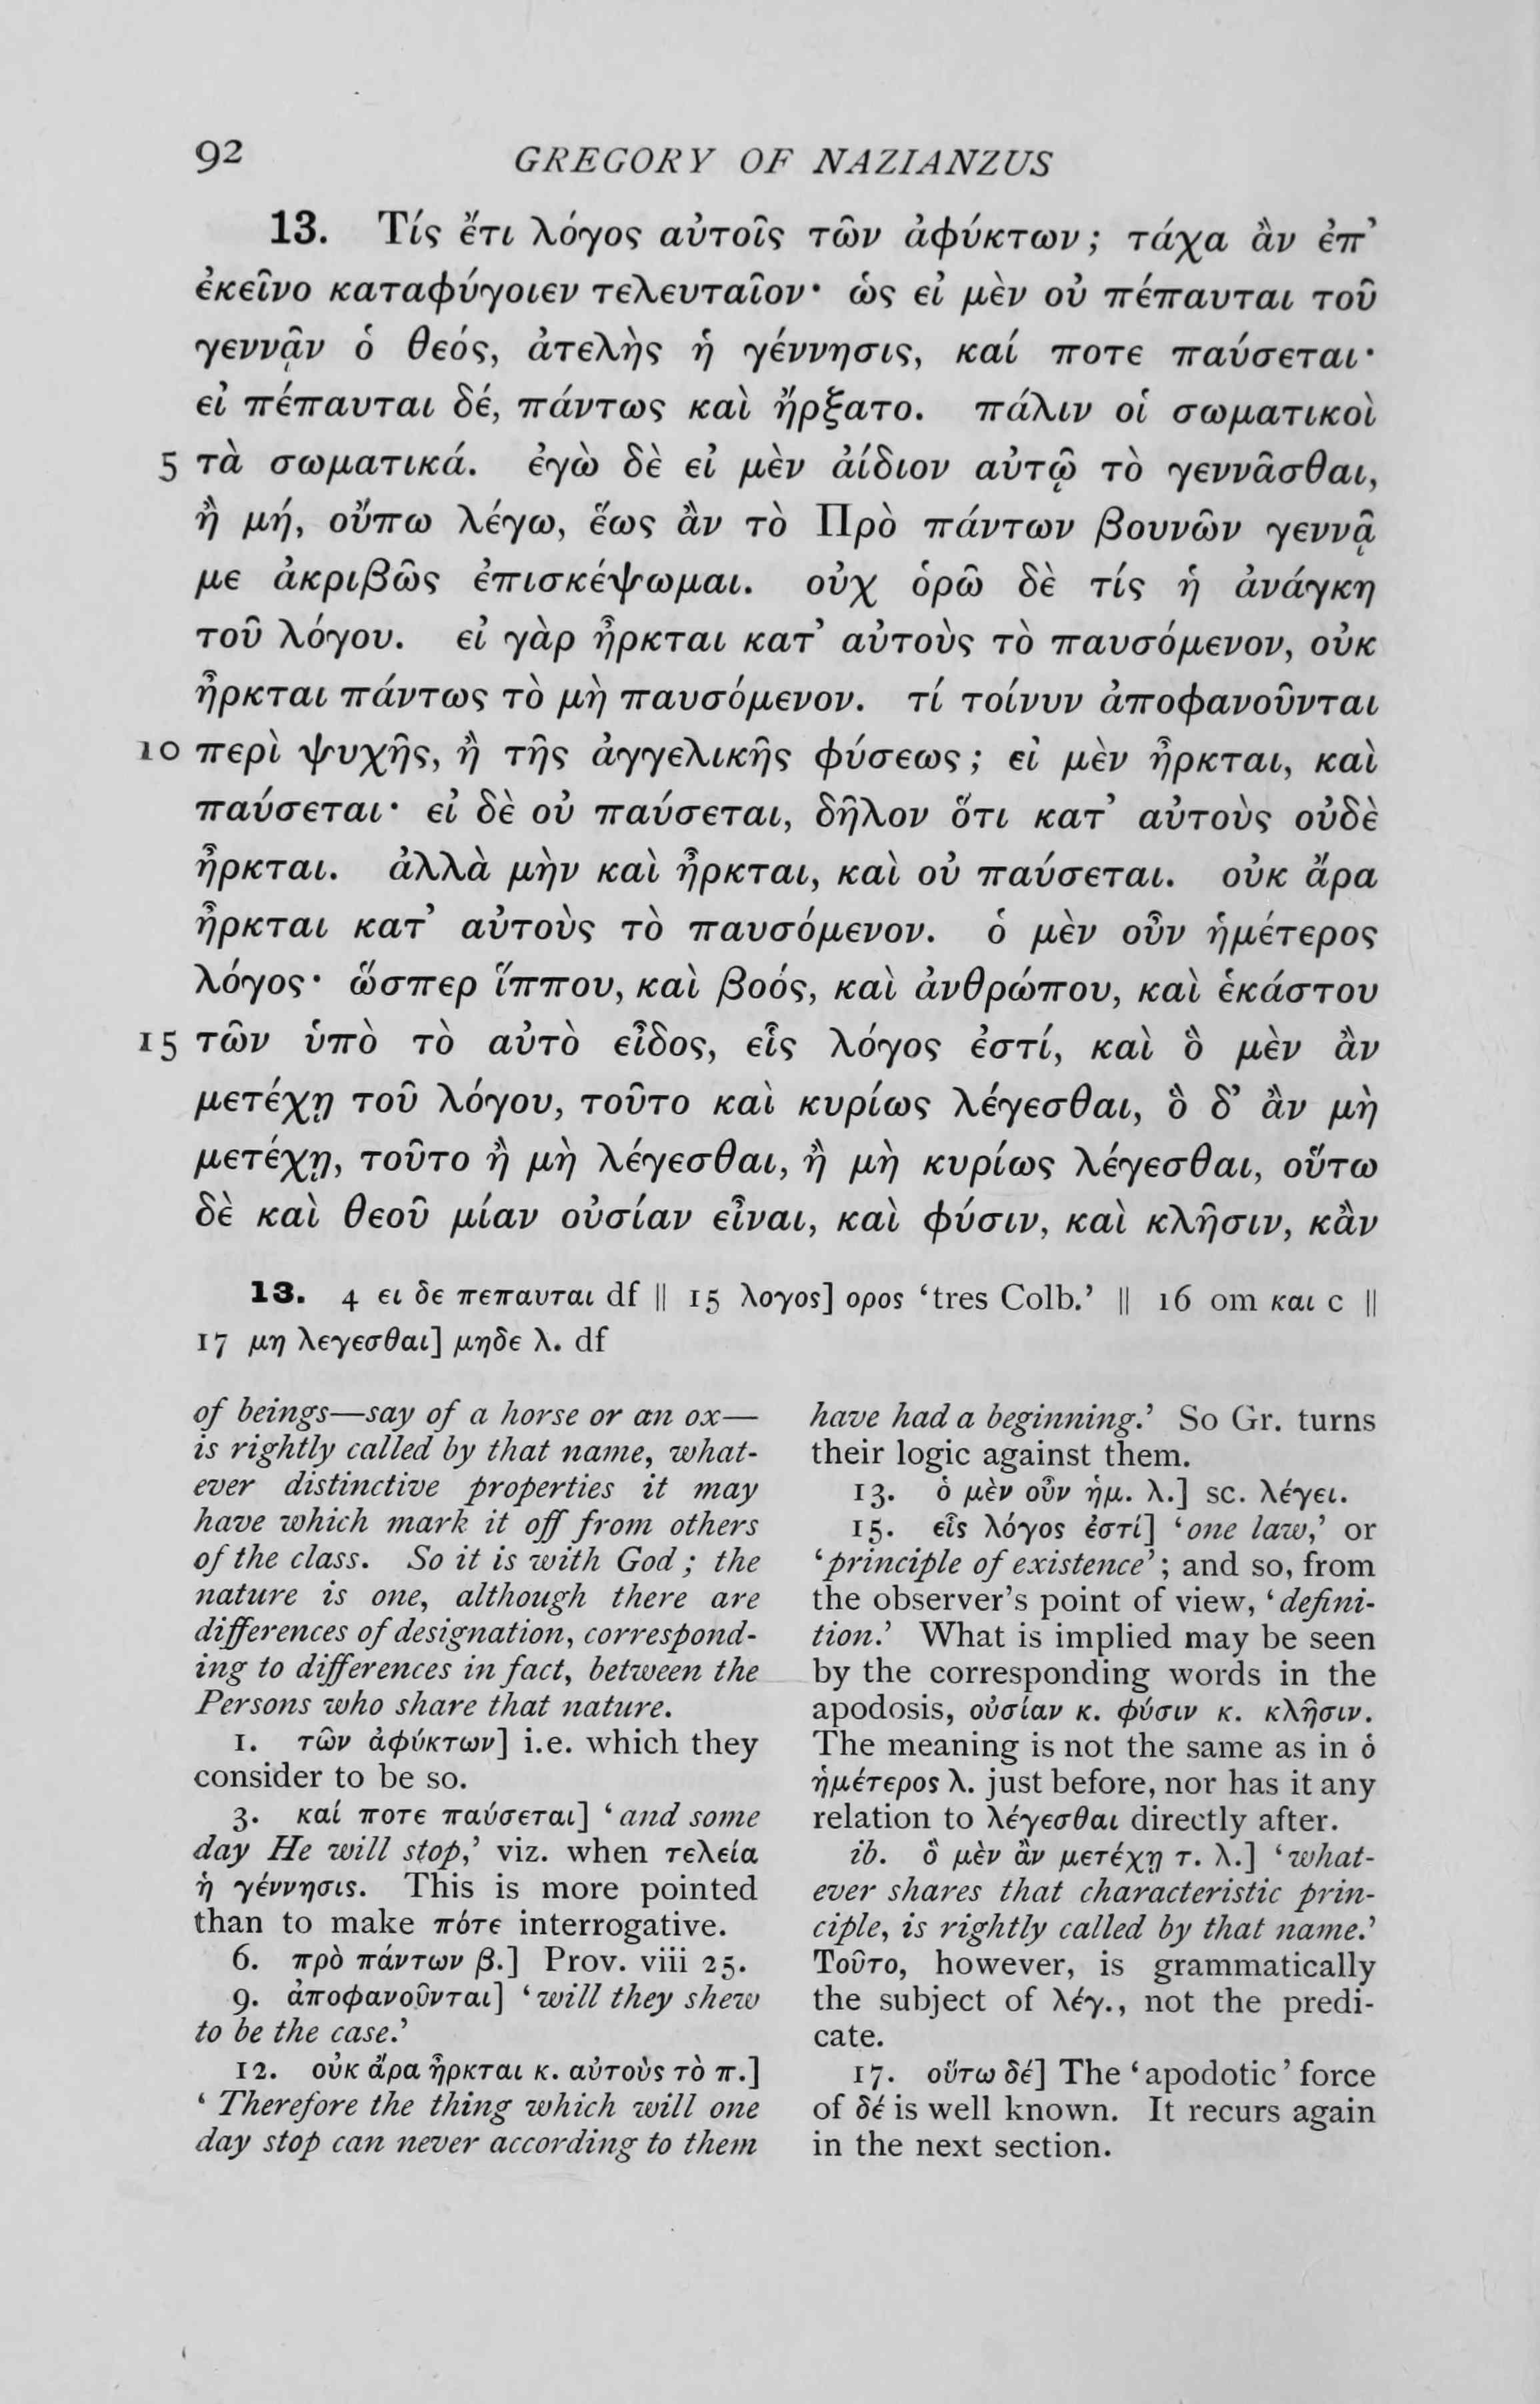 92 GREGORY OF NAZIANZUS
13. Τίς ἔτι λόγος αὐτοῖς τῶν ἀφύκτων; τάχα ἂν ἐπ’
ἐκεῖνο καταφύγοιεν τελευταῖον· ὡς εἰ μὲν οὐ πέπαυται τοῦ
γεννᾷν ὁ θεός, ἀτελὴς ἡ γέννησις, καί ποτε παύσεται·
εἰ πέπαυται δέ, πάντως καὶ ἤρξατο. πάλιν οἱ σωματικοὶ
5 τὰ σωματικά. ἐγὼ δὲ εἰ μὲν ἀίδιον αὐτῷ τὸ γεννᾶσθαι,
ἢ μή, οὔπω λέγω, ἕως ἂν τὸ Πρὸ πάντων βουνῶν γεννᾷ
με ἀκριβῶς ἐπισκέψωμαι. οὐχ ὁρῶ δὲ τίς ἡ ἀνάγκη
τοῦ λόγου. εἰ γὰρ ἦρκται κατ’ αὐτοὺς τὸ παυσόμενον, οὐκ
ἦρκται πάντως τὸ μὴ παυσόμενον. τί τοίνυν ἀποφανοῦνται
10 περὶ ψυχῆς, ἢ τῆς ἀγγελικῆς φύσεως; εἰ μὲν ἦρκται, καὶ
παύσεται· εἰ δὲ οὐ παύσεται, δῆλον ὅτι κατ’ αὐτοὺς οὐδὲ
ἦρκται. ἀλλὰ μὴν καὶ ἦρκται, καὶ οὐ παύσεται. οὐκ ἄρα
ἦρκται κατ’ αὐτοὺς τὸ παυσόμενον. ὁ μὲν οὖν ἡμέτερος
λόγος· ὥσπερ ἵππου, καὶ βοός, καὶ ἀνθρώπου, καὶ ἑκάστου
15 τῶν ὑπὸ τὸ αὐτὸ εἶδος, εἷς λόγος ἐστί, καὶ ὃ μὲν ἂν
μετέχῃ τοῦ λόγου, τοῦτο καὶ κυρίως λέγεσθαι, ὃ δ’ ἂν μὴ
μετέχῃ, τοῦτο ἢ μὴ λέγεσθαι, ἢ μὴ κυρίως λέγεσθαι, οὕτω
δὲ καὶ θεοῦ μίαν οὐσίαν εἶναι, καὶ φύσιν, καὶ κλῆσιν, κἂν
13. 4 ει δε πεπαυται df || 15 λογος] ορος ‘tres Colb.’ || 16 om και c ||
17 μη λεγεσθαι] μηδε λ. df
of beings—say of a horse or an ox—
is rightly called by that name, what-
ever distinctive properties it may
have which mark it off from others
of the class. So it is with God; the
nature is one, although there are
differences of designation, correspond-
ing to differences in fact, between the
Persons who share that nature.
1. τῶν ἀφύκτων] i.e. which they
consider to be so.
3. καί ποτε παύσεται] ‘and some
day He will stop,’ viz. when τελεία
ἡ γέννησις. This is more pointed
than to make πότε interrogative.
6. πρὸ πάντων β.] Prov. viii 25.
9. ἀποφανοῦνται] ‘will they shew
to be the case.’
12. οὐκ ἄρα ἦρκται κ. αὐτοὺς τὸ π.]
‘Therefore the thing which will one
day stop can never according to them
have had a beginning.’ So Gr. turns
their logic against them.
13. ὁ μὲν οὖν ἡμ. λ.] sc. λέγει.
15. εἷς λόγος ἐστί] ‘one law,’ or
‘principle of existence’; and so, from
the observer’s point of view, ‘defini-
tion.’ What is implied may be seen
by the corresponding words in the
apodosis, οὐσίαν κ. φύσιν κ. κλῆσιν.
The meaning is not the same as in ὁ
ἡμέτερος λ. just before, nor has it any
relation to λέγεσθαι directly after.
ib. ὃ μὲν ἂν μετέχῃ τ. λ.] ‘what-
ever shares that characteristic prin-
ciple, is rightly called by that name.’
Τοῦτο, however, is grammatically
the subject of λέγ., not the predi-
cate.
17. οὕτω δέ] The ‘apodotic’ force
of δέ is well known. It recurs again
in the next section.